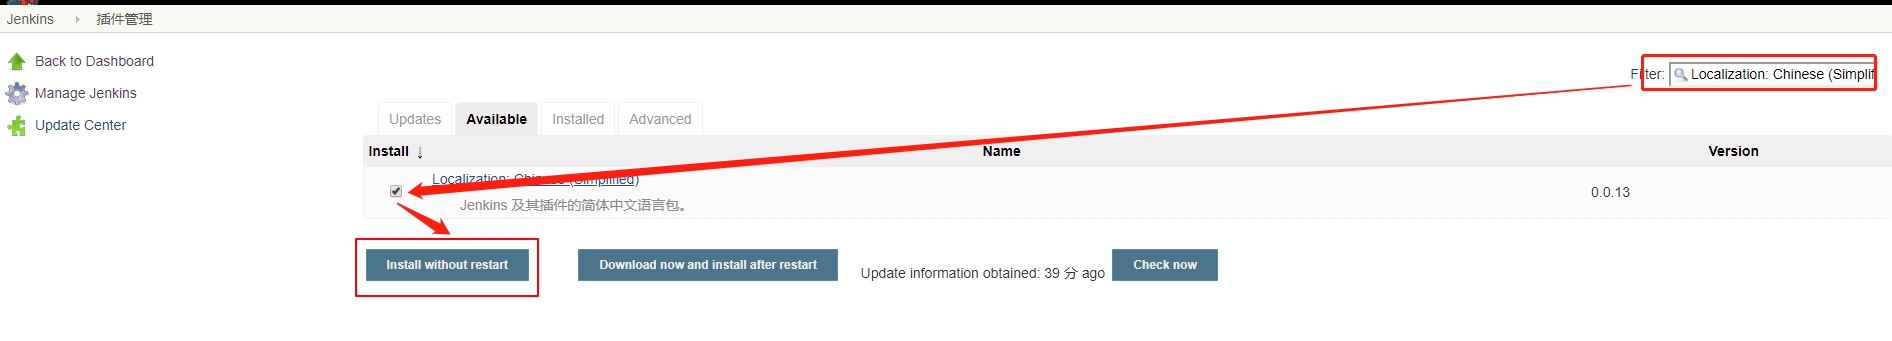 Jenkins 插件管理
Back to Dashboard
Manage Jenkins
Update Center
Filter: Localization: Chinese (Simplif
Updates Available Installed Advanced
Install ↓ Name Version
Localization: Chinese (Simplified) 0.0.13
Jenkins 及其插件的简体中文语言包。
Install without restart Download now and install after restart Update information obtained: 39 分 ago Check now